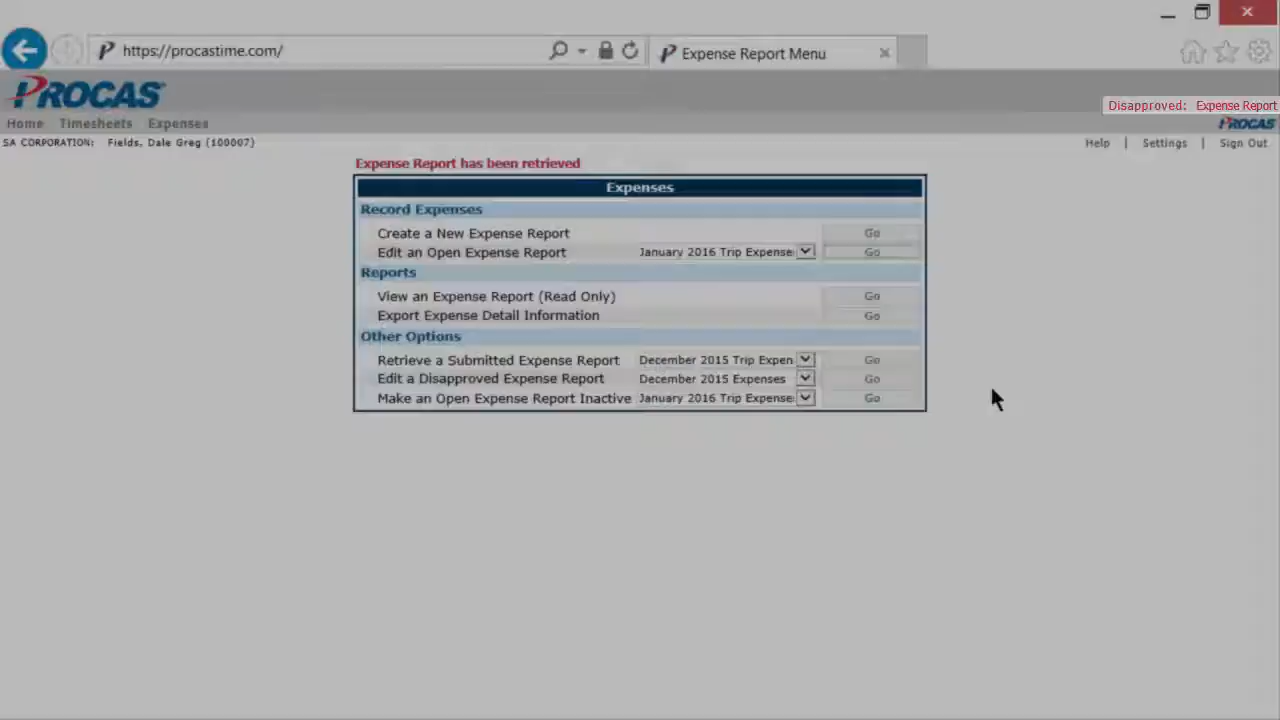 https://procastime.com/
Expense Report Menu
PROCAS
Disapproved: Expense Report
Home Timesheets Expenses
PROCAS
SA CORPORATION: Fields, Dale Greg (100007)
Help | Settings | Sign Out
Expense Report has been retrieved
Expenses
Record Expenses
Create a New Expense Report Go
Edit an Open Expense Report January 2016 Trip Expense Go
Reports
View an Expense Report (Read Only) Go
Export Expense Detail Information Go
Other Options
Retrieve a Submitted Expense Report December 2015 Trip Expen Go
Edit a Disapproved Expense Report December 2015 Expenses Go
Make an Open Expense Report Inactive January 2016 Trip Expense Go